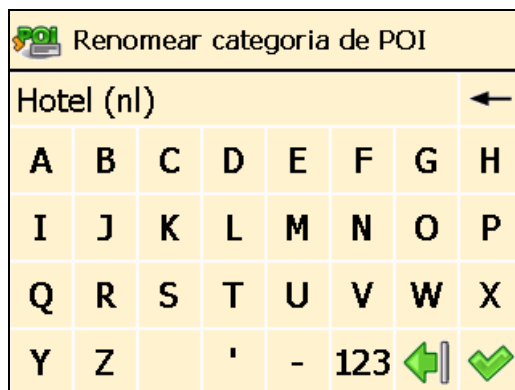 POI Renomear categoria de POI
Hotel (nl)
A B C D E F G H
I J K L M N O P
Q R S T U V W X
Y Z ' - 123